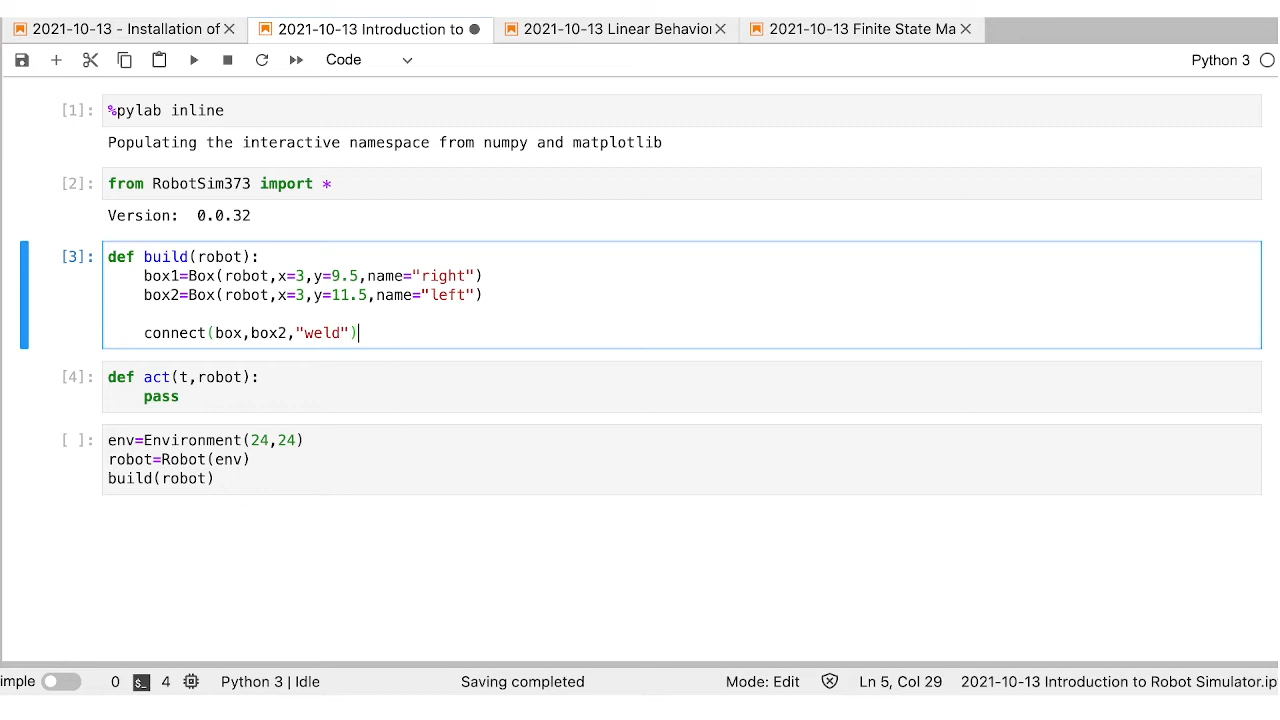 2021-10-13 - Installation of
2021-10-13 Introduction to
2021-10-13 Linear Behavior
2021-10-13 Finite State Ma
Code
Python 3
[1]:
%pylab inline
Populating the interactive namespace from numpy and matplotlib
[2]:
from RobotSim373 import *
Version:  0.0.32
[3]:
def build(robot):
    box1=Box(robot,x=3,y=9.5,name="right")
    box2=Box(robot,x=3,y=11.5,name="left")
    connect(box,box2,"weld")
[4]:
def act(t,robot):
    pass
[ ]:
env=Environment(24,24)
robot=Robot(env)
build(robot)
imple 0 $_ 4 Python 3 | Idle Saving completed Mode: Edit Ln 5, Col 29 2021-10-13 Introduction to Robot Simulator.ip